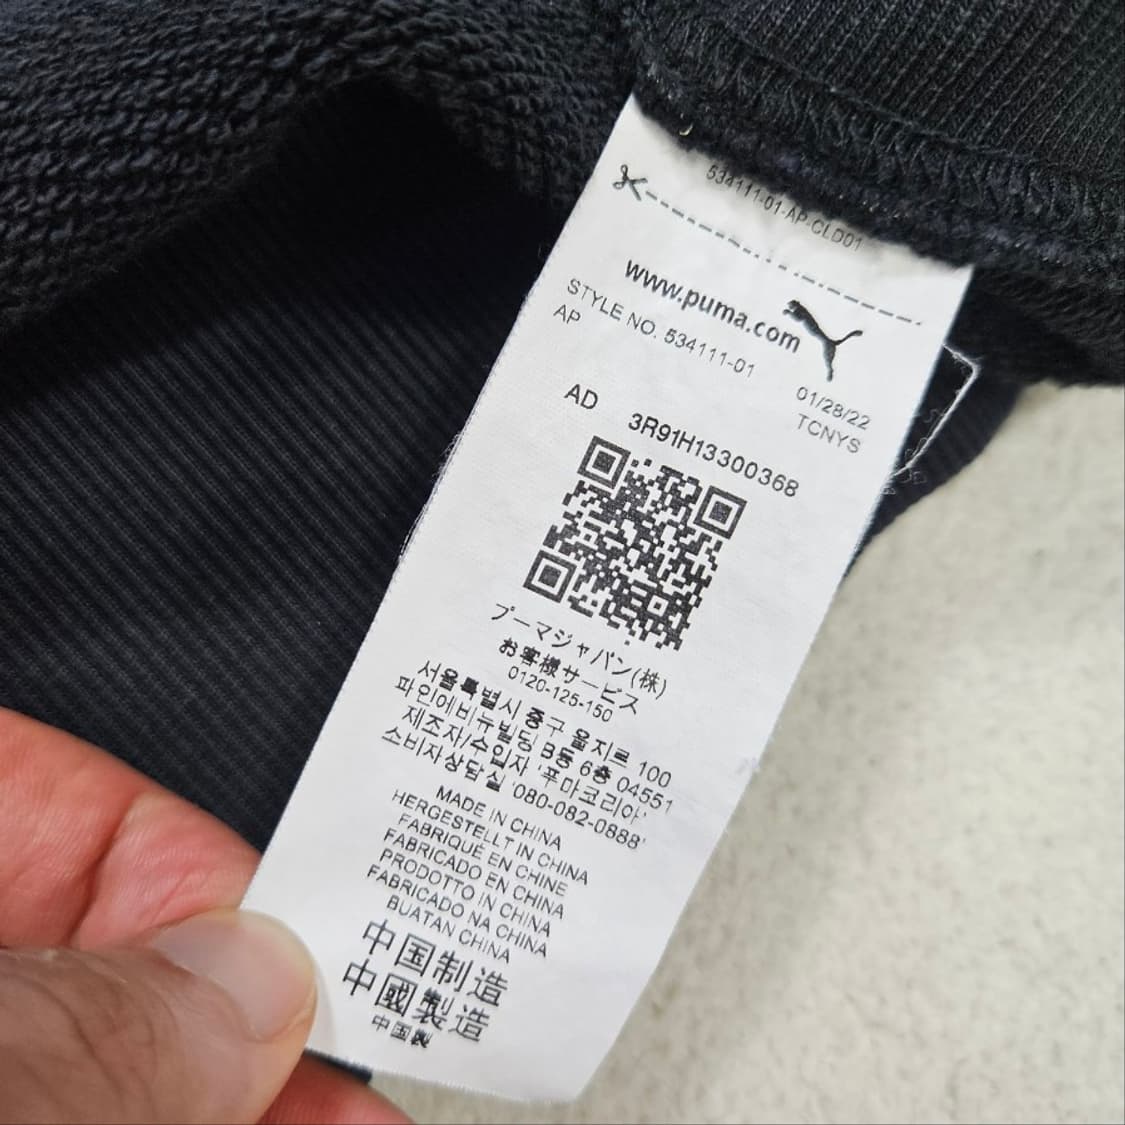 534111-01-AP-CLD01
www.puma.com
STYLE NO. 534111-01
AP
01/28/22
TCNYS
AD 3R91H13300368
プーマジャパン(株)
お客様サービス
0120-125-150
서울특별시 중구 을지로 100
파인에비뉴빌딩 B동 6층 04551
제조자/수입자 '푸마코리아'
소비자상담실 '080-082-0888'
MADE IN CHINA
HERGESTELLT IN CHINA
FABRIQUÉ EN CHINE
FABRICADO EN CHINA
PRODOTTO IN CHINA
FABRICADO NA CHINA
BUATAN CHINA
中国制造
中國製造
中国製